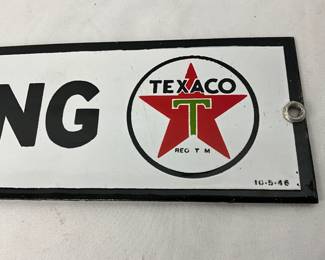 NG
TEXACO
T
REG T M
10-5-46